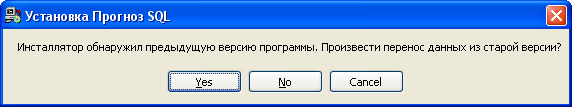 Установка Прогноз SQL
Инсталлятор обнаружил предыдущую версию программы. Произвести перенос данных из старой версии?
Yes No Cancel